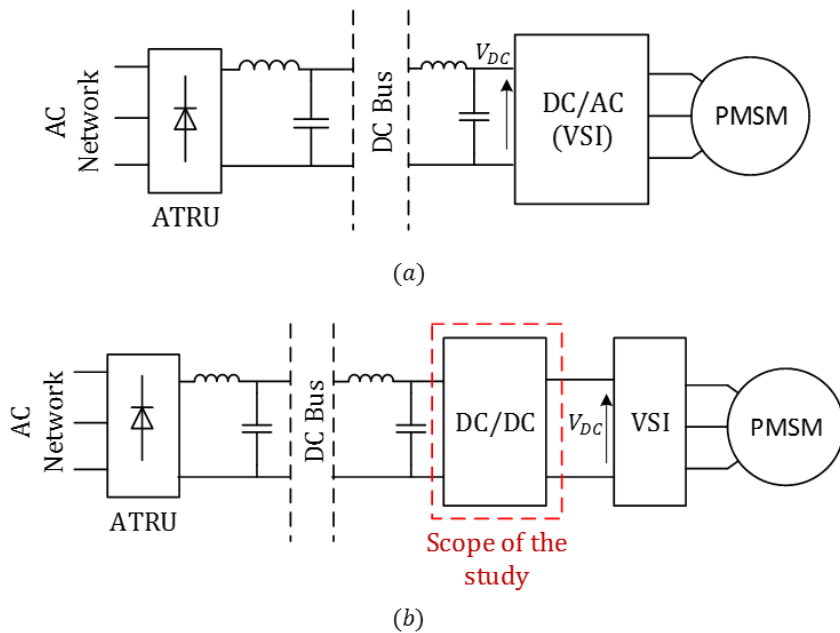 AC
Network
ATRU
DC Bus
V_DC
DC/AC
(VSI)
PMSM
(a)
AC
Network
ATRU
DC Bus
DC/DC
V_DC
VSI
PMSM
Scope of the
study
(b)